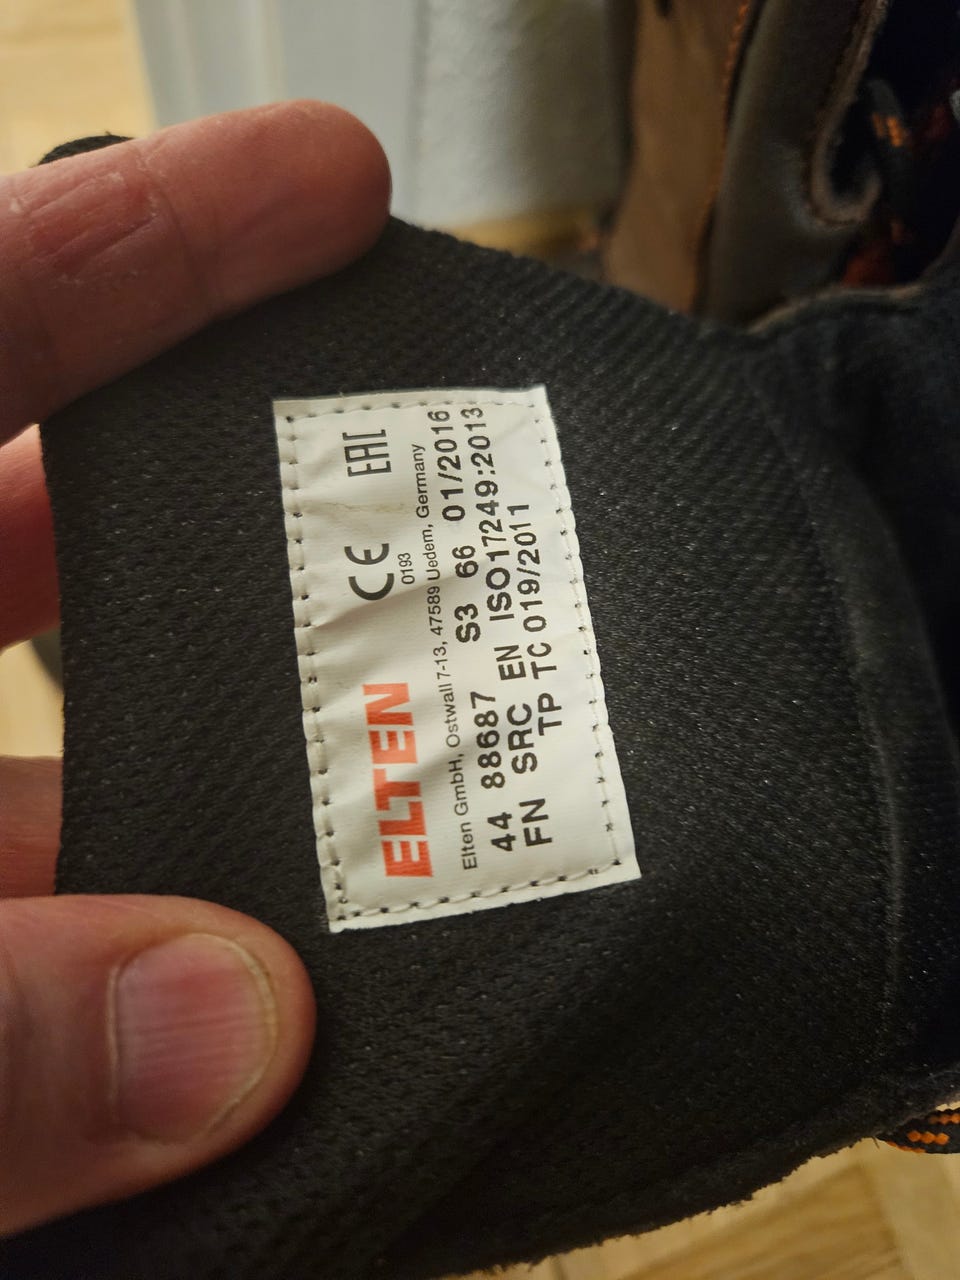 ELTEN CE EAC
0193
Elten GmbH, Ostwall 7-13, 47589 Uedem, Germany
44 88687 S3 66 01/2016
FN SRC EN ISO17249:2013
TP TC 019/2011